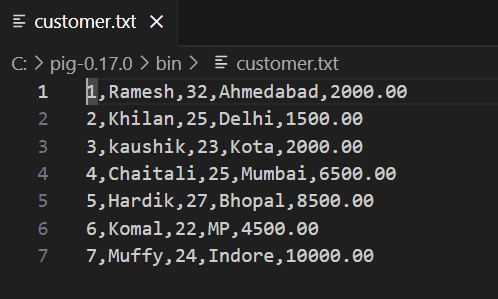 customer.txt
C: > pig-0.17.0 > bin > customer.txt
1 1,Ramesh,32,Ahmedabad,2000.00
2 2,Khilan,25,Delhi,1500.00
3 3,kaushik,23,Kota,2000.00
4 4,Chaitali,25,Mumbai,6500.00
5 5,Hardik,27,Bhopal,8500.00
6 6,Komal,22,MP,4500.00
7 7,Muffy,24,Indore,10000.00